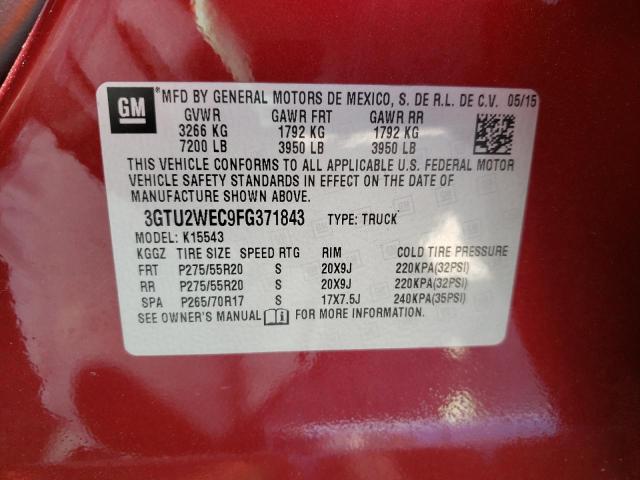 GM ®MFD BY GENERAL MOTORS DE MEXICO, S. DE R.L. DE C.V. 05/15
GVWR GAWR FRT GAWR RR
3266 KG 1792 KG 1792 KG
7200 LB 3950 LB 3950 LB
THIS VEHICLE CONFORMS TO ALL APPLICABLE U.S. FEDERAL MOTOR
VEHICLE SAFETY STANDARDS IN EFFECT ON THE DATE OF
MANUFACTURE SHOWN ABOVE.
3GTU2WEC9FG371843 TYPE: TRUCK
MODEL: K15543
KGGZ TIRE SIZE SPEED RTG RIM COLD TIRE PRESSURE
FRT P275/55R20 S 20X9J 220KPA(32PSI)
RR P275/55R20 S 20X9J 220KPA(32PSI)
SPA P265/70R17 S 17X7.5J 240KPA(35PSI)
SEE OWNER'S MANUAL FOR MORE INFORMATION.